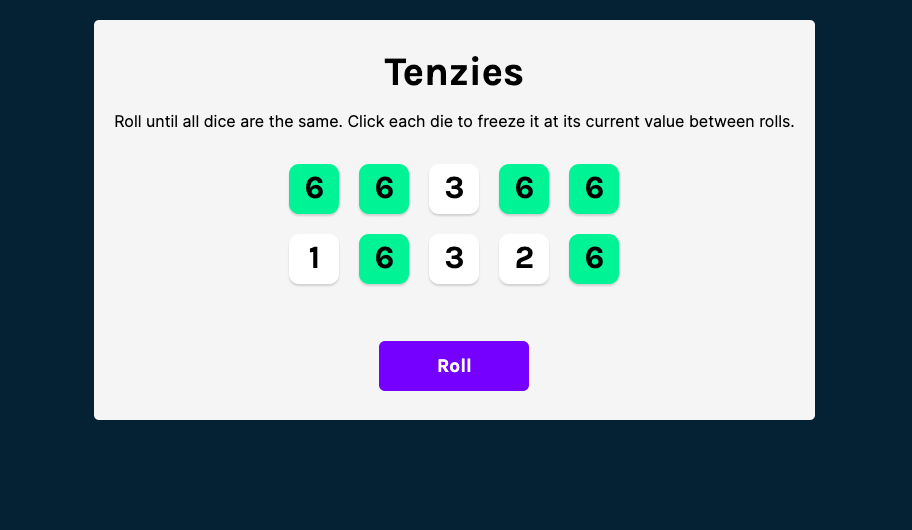 Tenzies
Roll until all dice are the same. Click each die to freeze it at its current value between rolls.
6 6 3 6 6
1 6 3 2 6
Roll